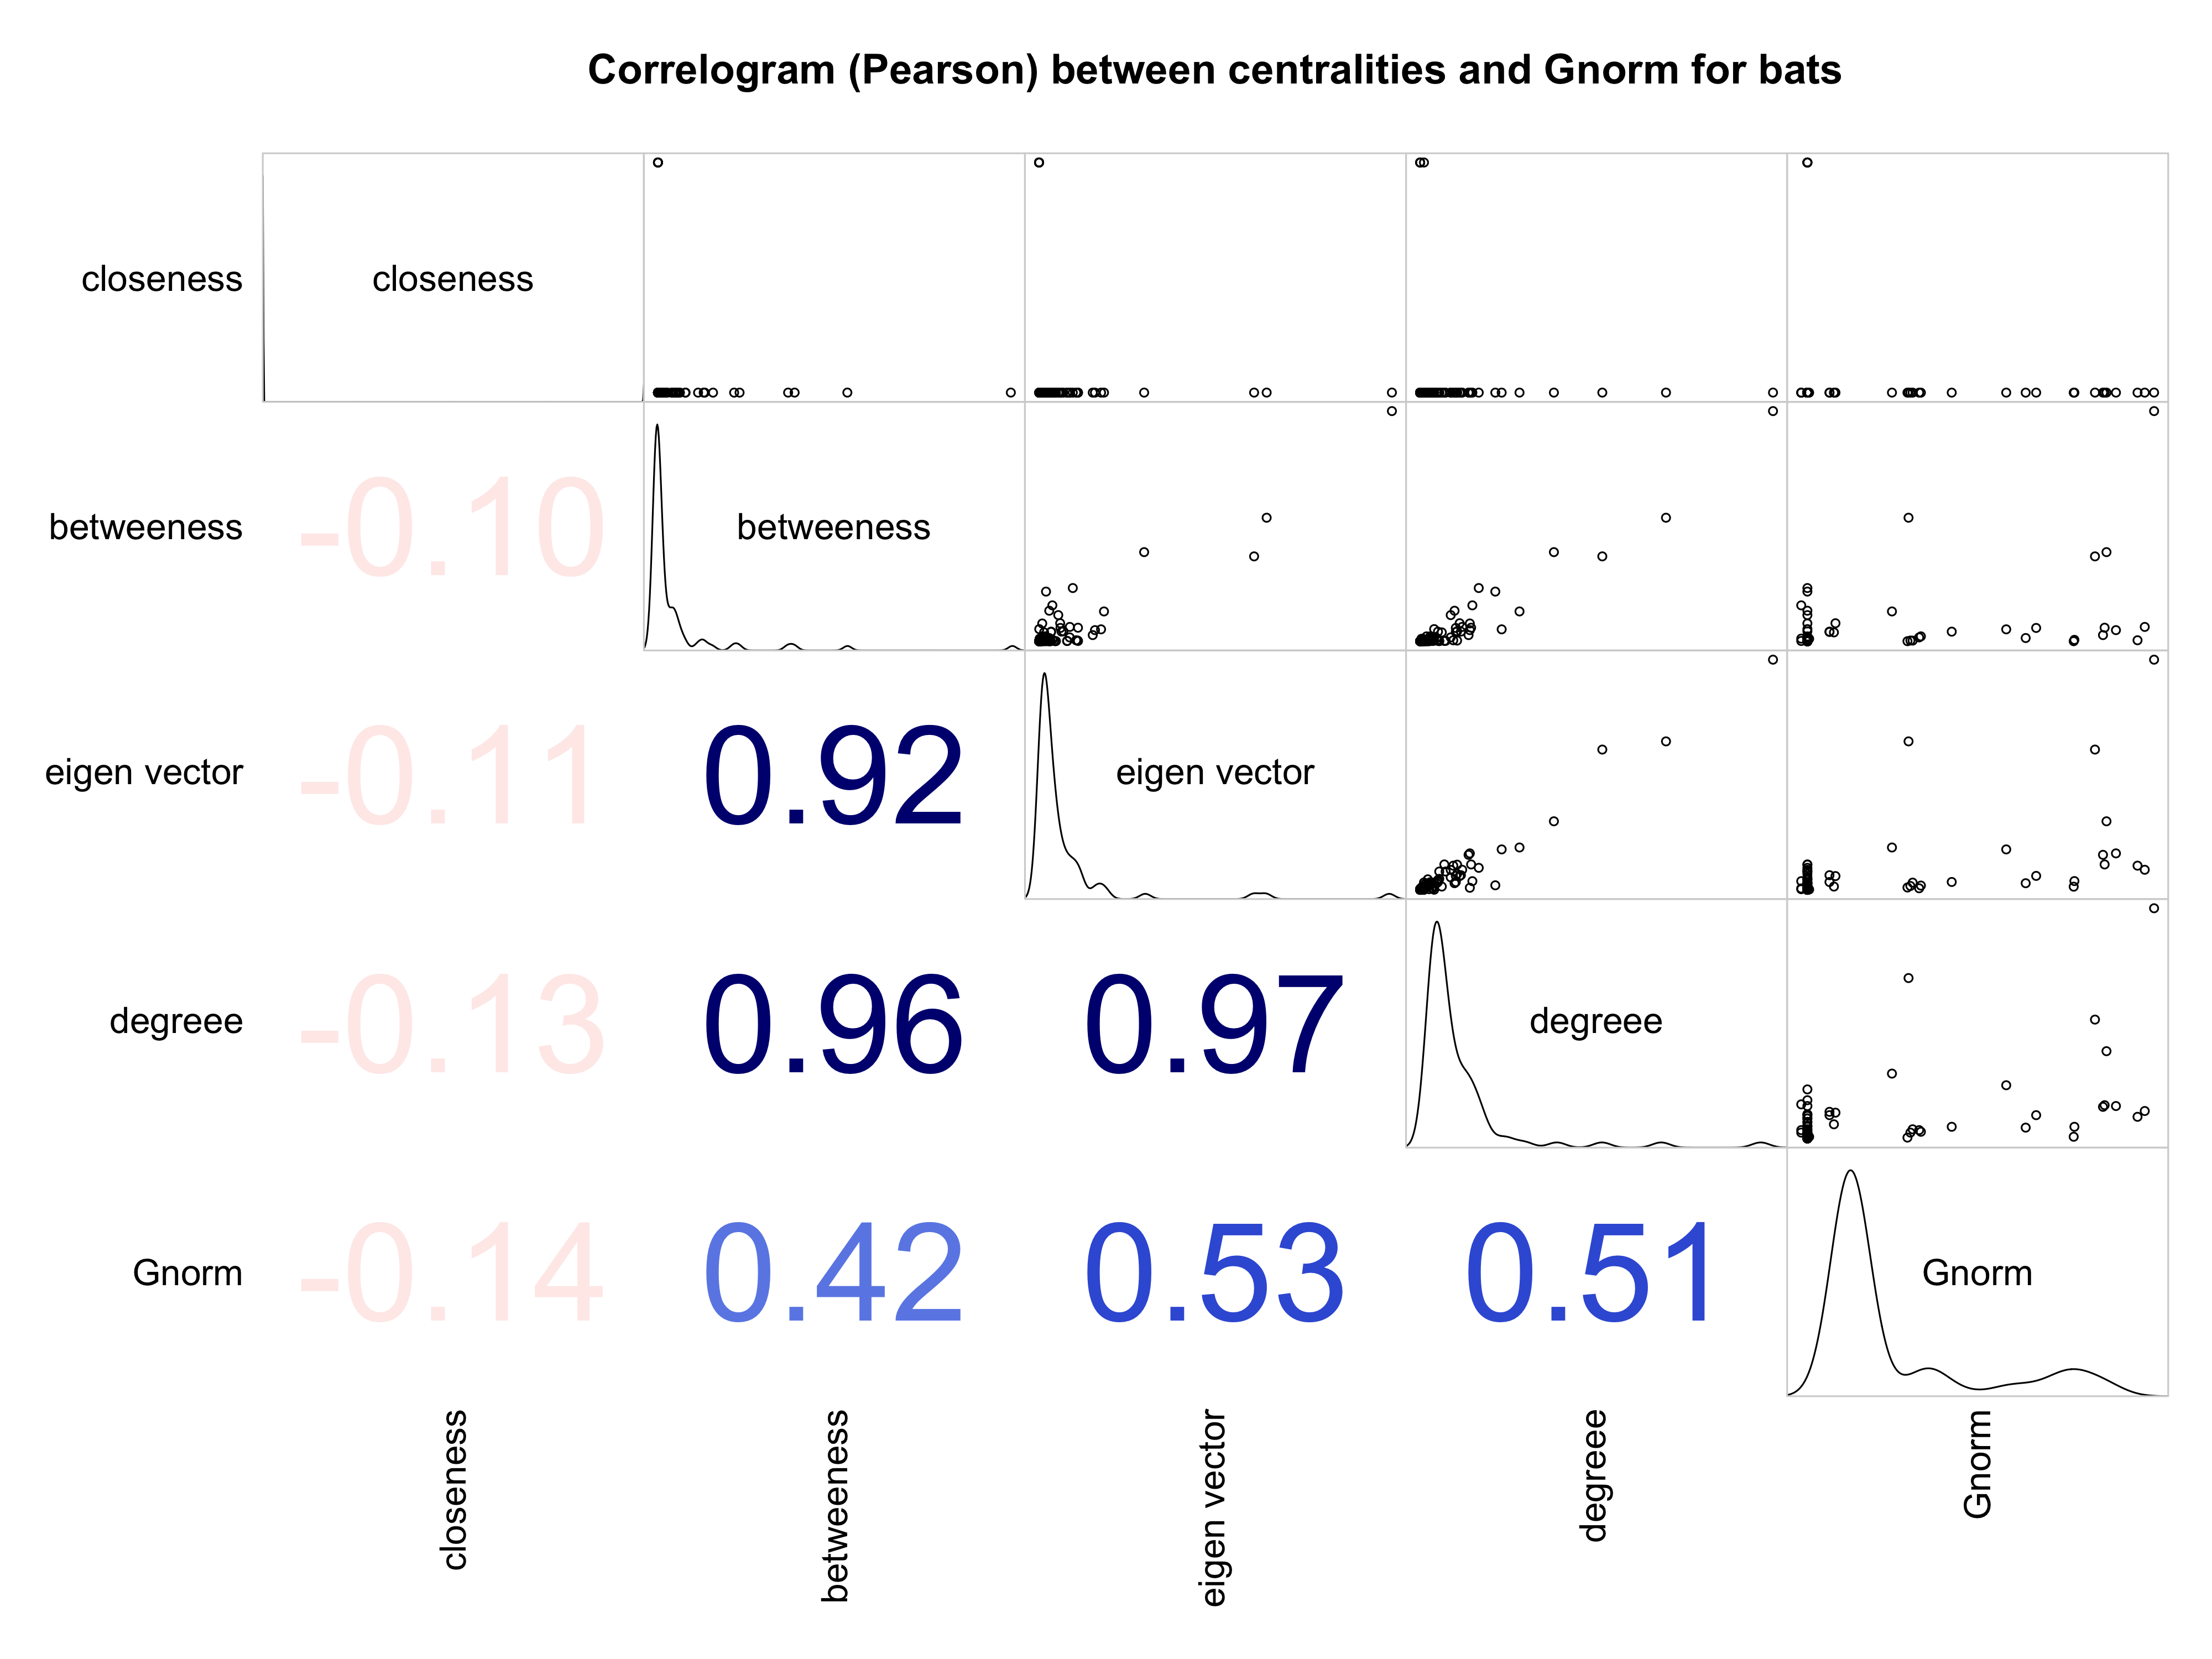 Correlogram (Pearson) between centralities and Gnorm for bats
closeness closeness
betweeness -0.10 betweeness
eigen vector -0.11 0.92 eigen vector
degreee -0.13 0.96 0.97 degreee
Gnorm -0.14 0.42 0.53 0.51 Gnorm
closeness
betweeness
eigen vector
degreee
Gnorm